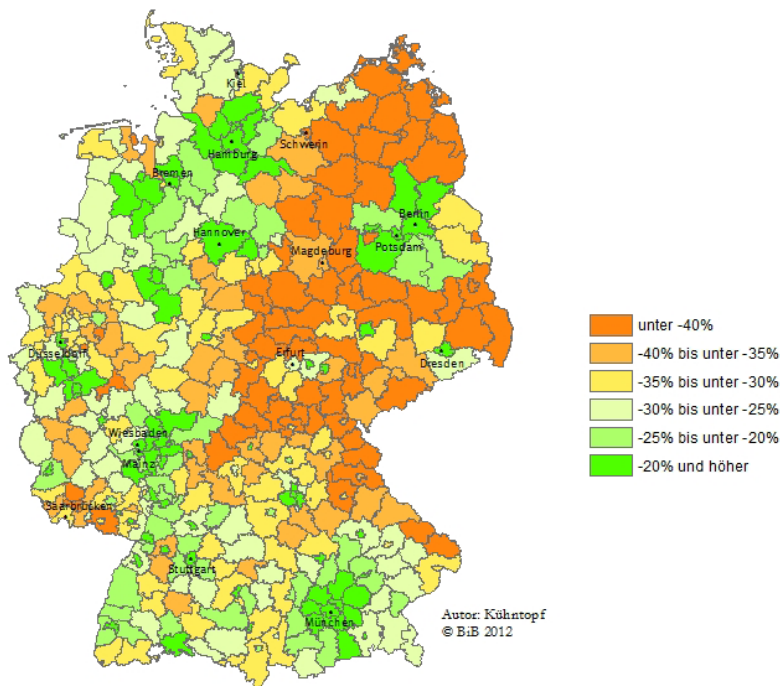 Kiel
Schwerin
Hamburg
Bremen
Berlin
Hannover
Potsdam
Magdeburg
Düsseldorf
Erfurt
Dresden
Wiesbaden
Mainz
Saarbrücken
Stuttgart
München
unter -40%
-40% bis unter -35%
-35% bis unter -30%
-30% bis unter -25%
-25% bis unter -20%
-20% und höher
Autor: Kühntopf
© BiB 2012